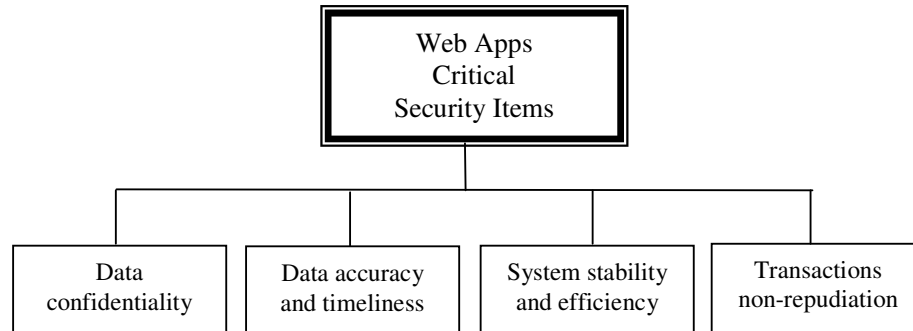 Web Apps
Critical
Security Items
Data
confidentiality
Data accuracy
and timeliness
System stability
and efficiency
Transactions
non-repudiation